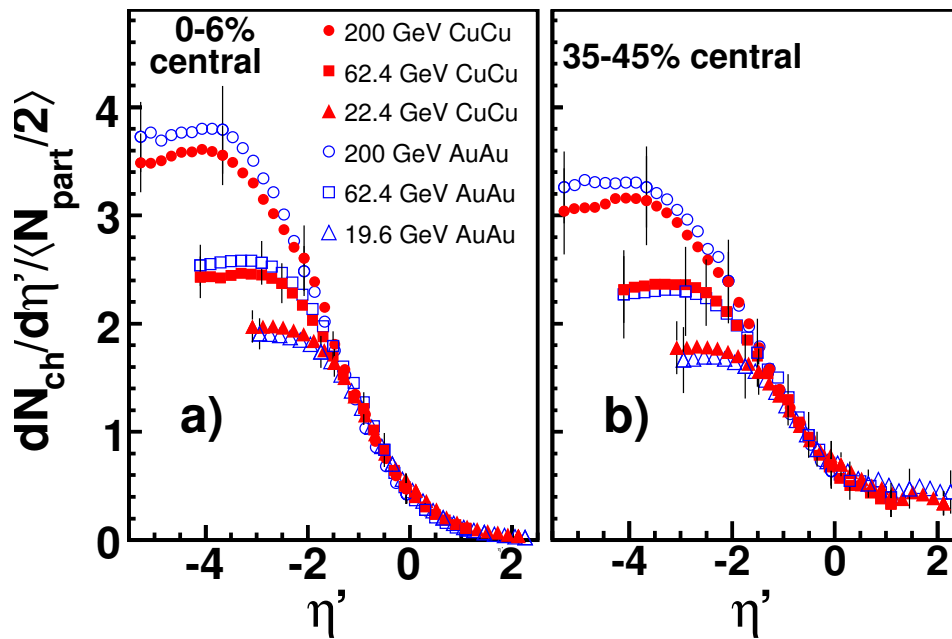 0-6%
central
200 GeV CuCu
62.4 GeV CuCu
22.4 GeV CuCu
200 GeV AuAu
62.4 GeV AuAu
19.6 GeV AuAu
35-45% central
dN_ch/dη'/⟨N_part/2⟩
4
3
2
1
0
a)
b)
-4 -2 0 2
-4 -2 0 2
η'
η'